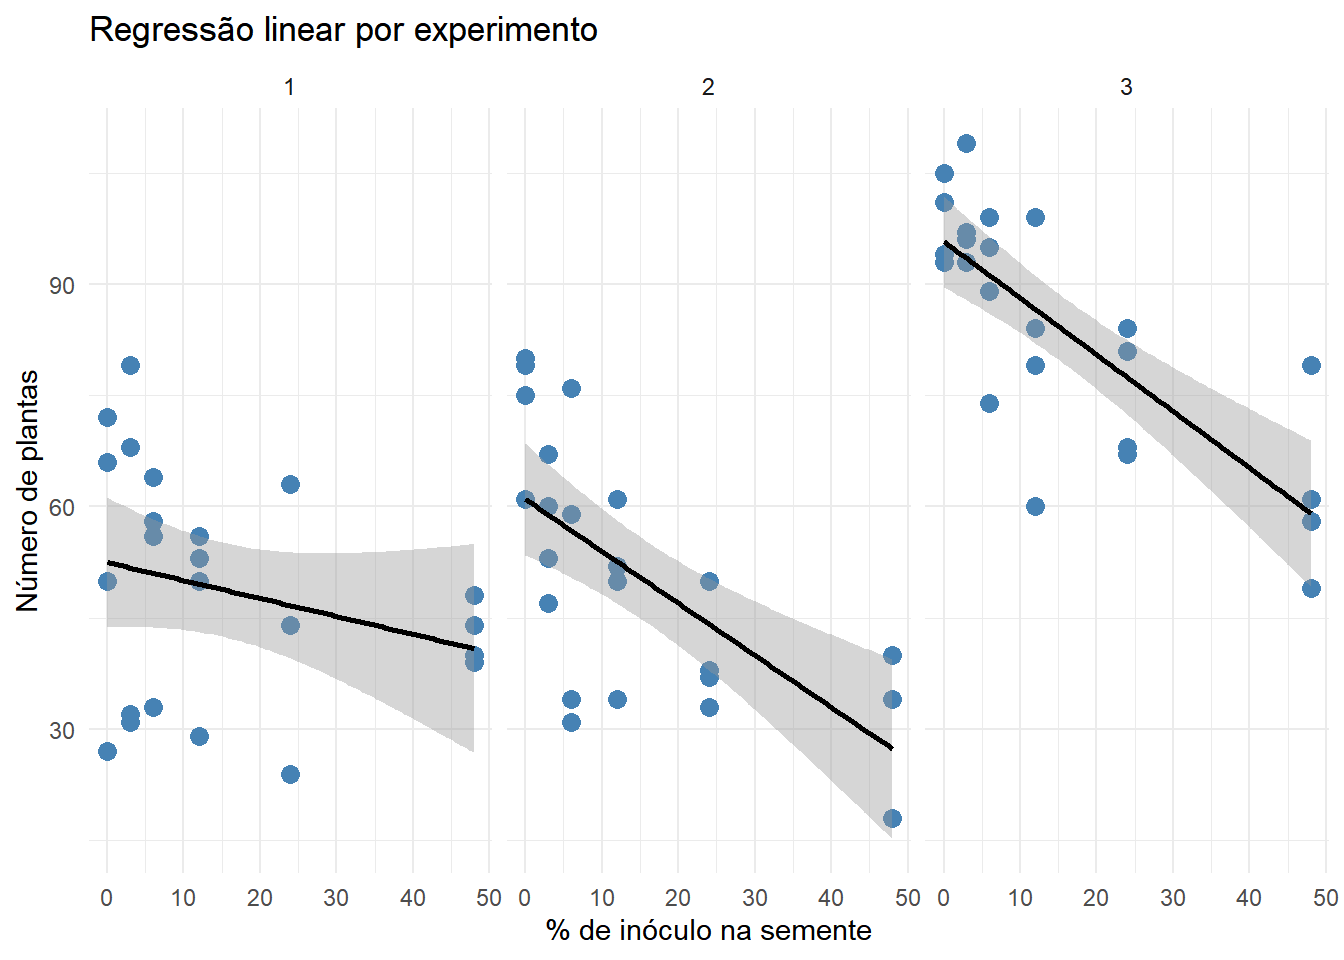 Regressão linear por experimento
1 2 3
90
60
30
Número de plantas
0 10 20 30 40 50 0 10 20 30 40 50 0 10 20 30 40 50
% de inóculo na semente